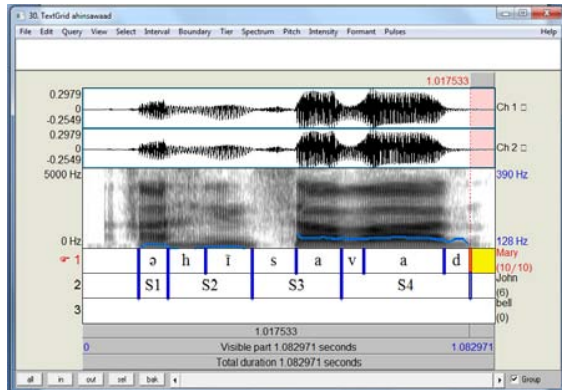 30. TextGrid ahinsawaad
File Edit Query View Select Interval Boundary Tier Spectrum Pitch Intensity Formant Pulses Help
1.017533
0.2979
0
-0.2549
Ch 1
0.2979
0
-0.2549
Ch 2
5000 Hz
390 Hz
0 Hz
128 Hz
1 ə h ɪ̃ s a v a d Mary (10/10)
2 S1 S2 S3 S4 John (6)
3 bell (0)
1.017533
0 Visible part 1.082971 seconds 1.082971
Total duration 1.082971 seconds
all in out sel bak Group